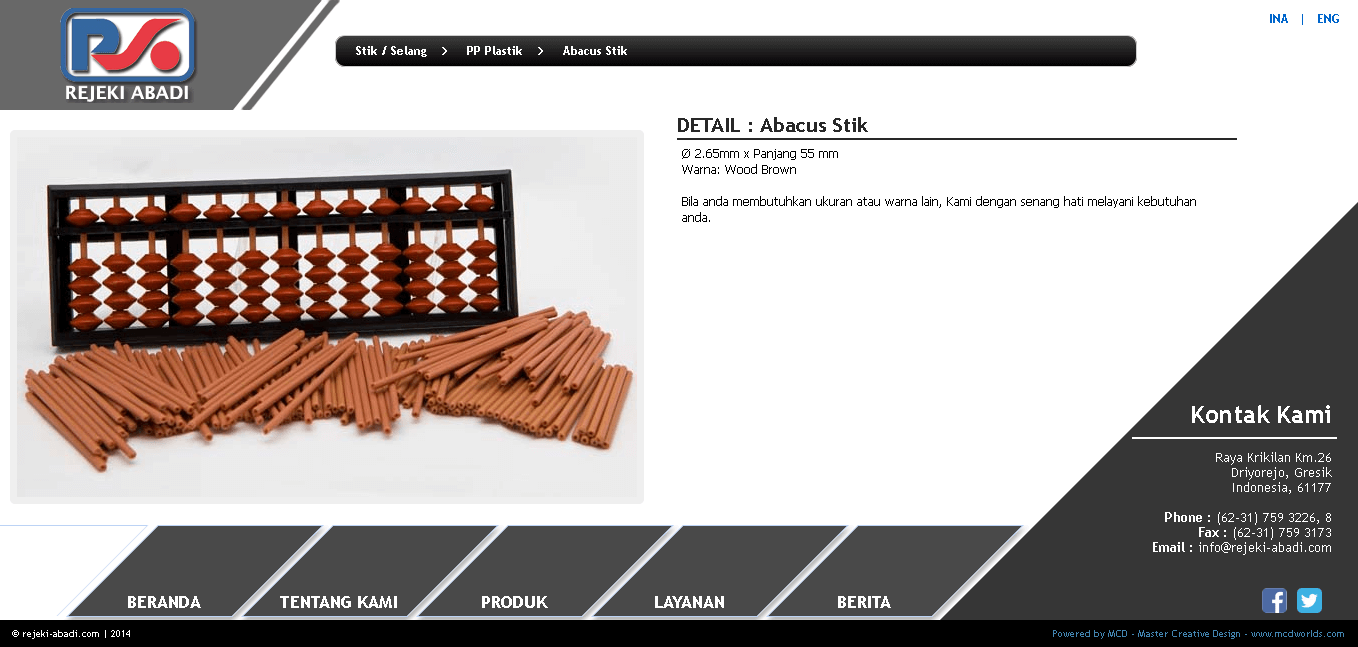 INA | ENG
REJEKI ABADI
Stik / Selang > PP Plastik > Abacus Stik
DETAIL : Abacus Stik
Ø 2.65mm x Panjang 55 mm
Warna: Wood Brown
Bila anda membutuhkan ukuran atau warna lain, Kami dengan senang hati melayani kebutuhan
anda.
Kontak Kami
Raya Krikilan Km.26
Driyorejo, Gresik
Indonesia, 61177
Phone : (62-31) 759 3226, 8
Fax : (62-31) 759 3173
Email : info@rejeki-abadi.com
BERANDA
TENTANG KAMI
PRODUK
LAYANAN
BERITA
© rejeki-abadi.com | 2014
Powered by MCD - Master Creative Design - www.mcdworlds.com